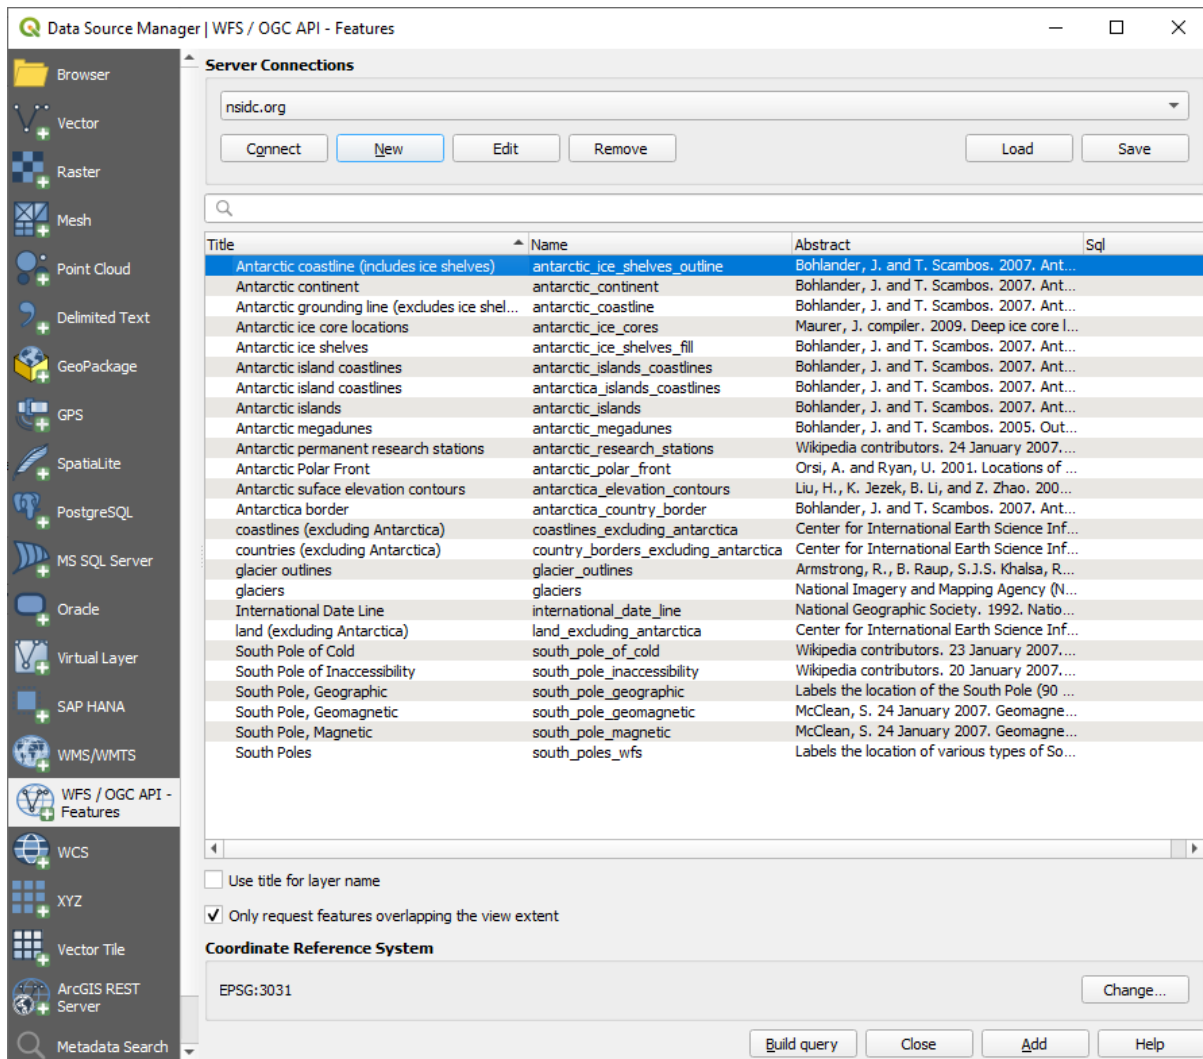 Data Source Manager | WFS / OGC API - Features
Browser
Vector
Raster
Mesh
Point Cloud
Delimited Text
GeoPackage
GPS
SpatiaLite
PostgreSQL
MS SQL Server
Oracle
Virtual Layer
SAP HANA
WMS/WMTS
WFS / OGC API -
Features
WCS
XYZ
Vector Tile
ArcGIS REST
Server
Metadata Search
Server Connections
nsidc.org
Connect New Edit Remove Load Save
Title Name Abstract Sql
Antarctic coastline (includes ice shelves) antarctic_ice_shelves_outline Bohlander, J. and T. Scambos. 2007. Ant...
Antarctic continent antarctic_continent Bohlander, J. and T. Scambos. 2007. Ant...
Antarctic grounding line (excludes ice shel... antarctic_coastline Bohlander, J. and T. Scambos. 2007. Ant...
Antarctic ice core locations antarctic_ice_cores Maurer, J. compiler. 2009. Deep ice core l...
Antarctic ice shelves antarctic_ice_shelves_fill Bohlander, J. and T. Scambos. 2007. Ant...
Antarctic island coastlines antarctic_islands_coastlines Bohlander, J. and T. Scambos. 2007. Ant...
Antarctic island coastlines antarctica_islands_coastlines Bohlander, J. and T. Scambos. 2007. Ant...
Antarctic islands antarctic_islands Bohlander, J. and T. Scambos. 2007. Ant...
Antarctic megadunes antarctic_megadunes Bohlander, J. and T. Scambos. 2005. Out...
Antarctic permanent research stations antarctic_research_stations Wikipedia contributors. 24 January 2007....
Antarctic Polar Front antarctic_polar_front Orsi, A. and Ryan, U. 2001. Locations of ...
Antarctic suface elevation contours antarctica_elevation_contours Liu, H., K. Jezek, B. Li, and Z. Zhao. 200...
Antarctica border antarctica_country_border Bohlander, J. and T. Scambos. 2007. Ant...
coastlines (excluding Antarctica) coastlines_excluding_antarctica Center for International Earth Science Inf...
countries (excluding Antarctica) country_borders_excluding_antarctica Center for International Earth Science Inf...
glacier outlines glacier_outlines Armstrong, R., B. Raup, S.J.S. Khalsa, R...
glaciers glaciers National Imagery and Mapping Agency (N...
International Date Line international_date_line National Geographic Society. 1992. Natio...
land (excluding Antarctica) land_excluding_antarctica Center for International Earth Science Inf...
South Pole of Cold south_pole_of_cold Wikipedia contributors. 23 January 2007....
South Pole of Inaccessibility south_pole_inaccessibility Wikipedia contributors. 20 January 2007....
South Pole, Geographic south_pole_geographic Labels the location of the South Pole (90 ...
South Pole, Geomagnetic south_pole_geomagnetic McClean, S. 24 January 2007. Geomagne...
South Pole, Magnetic south_pole_magnetic McClean, S. 24 January 2007. Geomagne...
South Poles south_poles_wfs Labels the location of various types of So...
Use title for layer name
Only request features overlapping the view extent
Coordinate Reference System
EPSG:3031 Change...
Build query Close Add Help